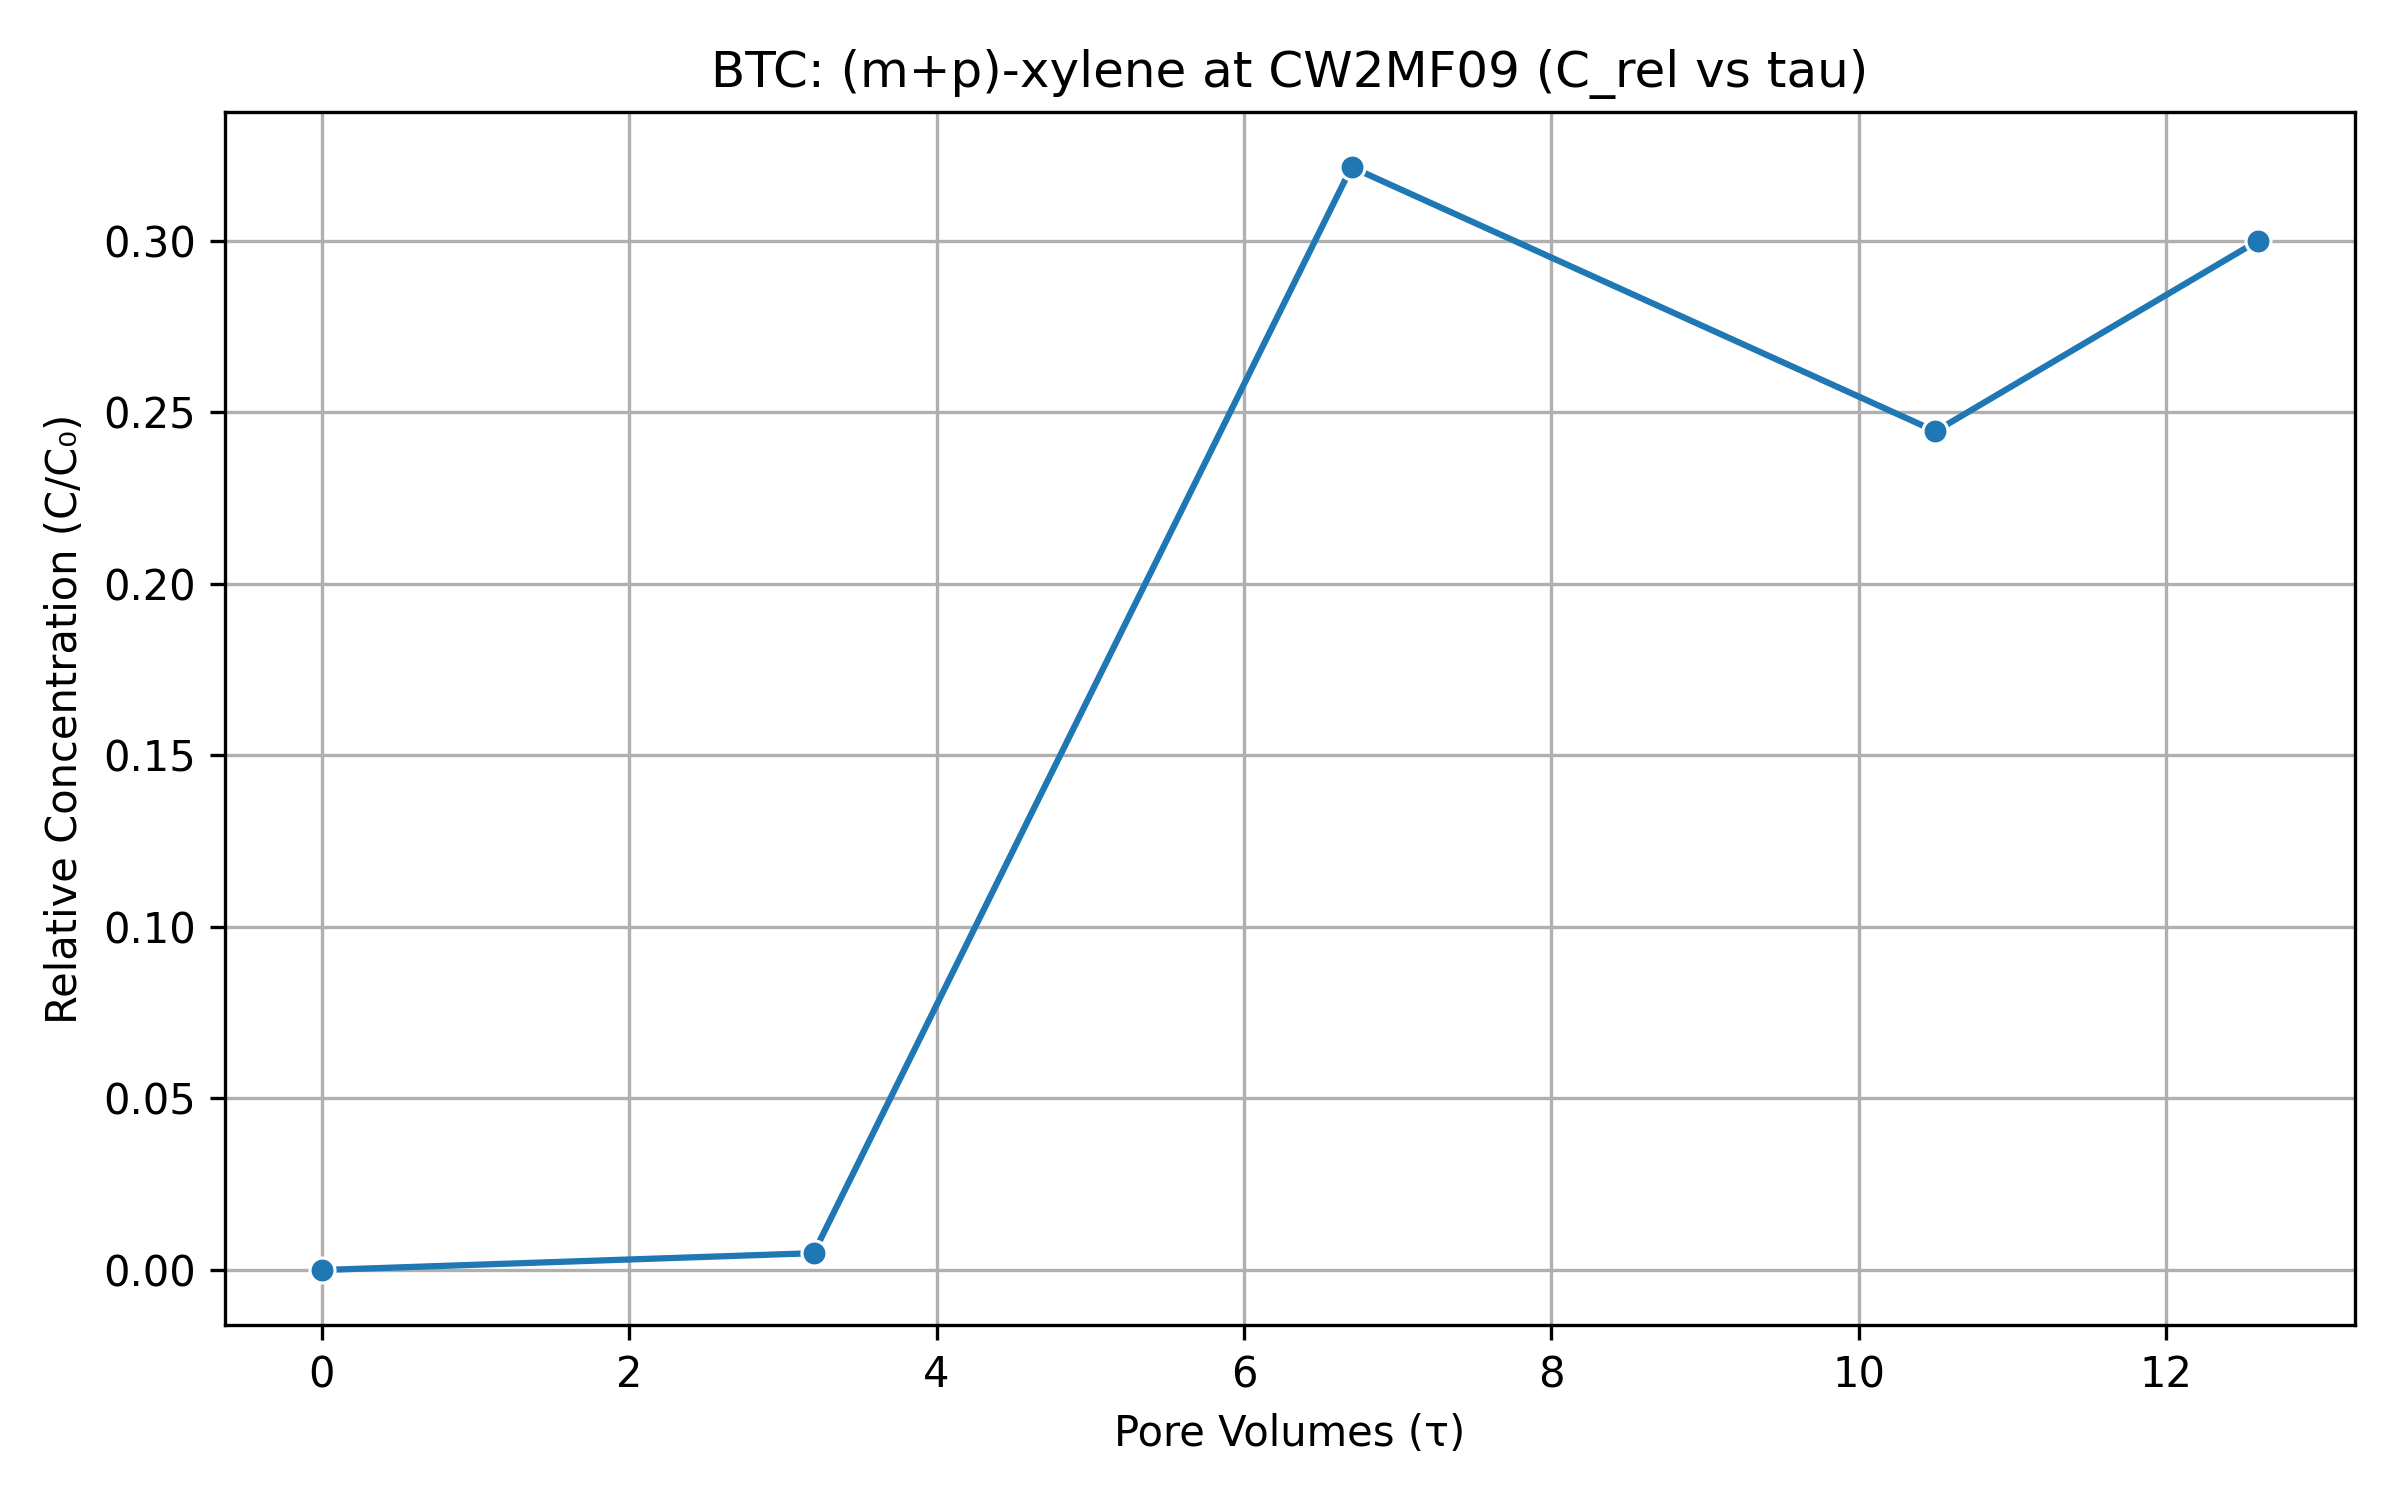 BTC: (m+p)-xylene at CW2MF09 (C_rel vs tau)
Relative Concentration (C/C₀)
0.30
0.25
0.20
0.15
0.10
0.05
0.00
0 2 4 6 8 10 12
Pore Volumes (τ)